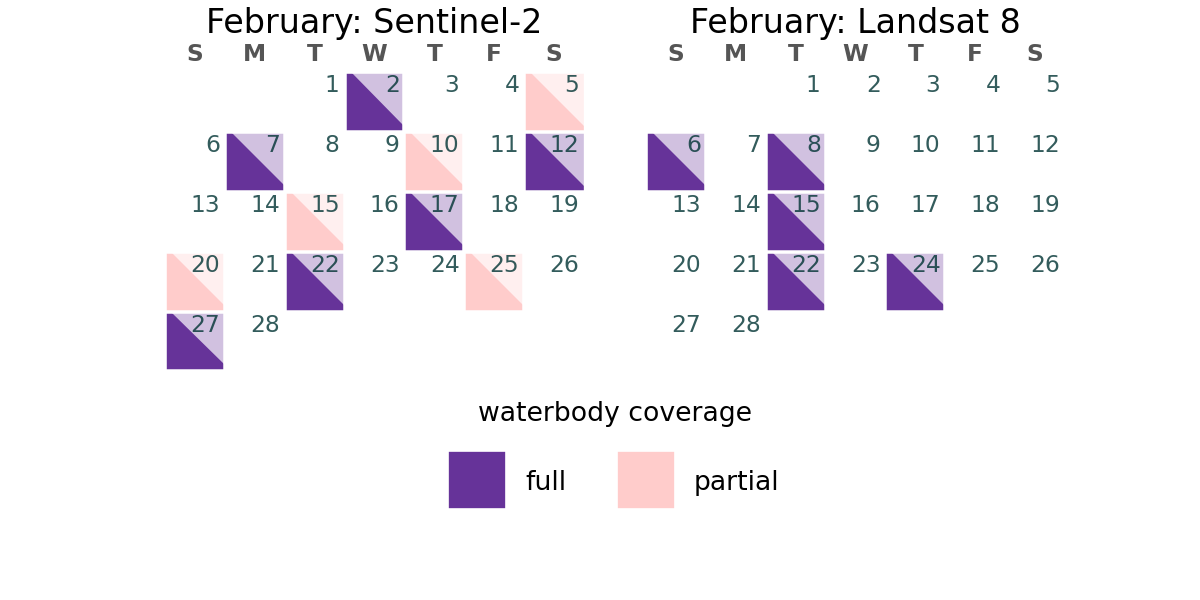 February: Sentinel-2
S M T W T F S
1 2 3 4 5
6 7 8 9 10 11 12
13 14 15 16 17 18 19
20 21 22 23 24 25 26
27 28
February: Landsat 8
S M T W T F S
1 2 3 4 5
6 7 8 9 10 11 12
13 14 15 16 17 18 19
20 21 22 23 24 25 26
27 28
waterbody coverage
full partial